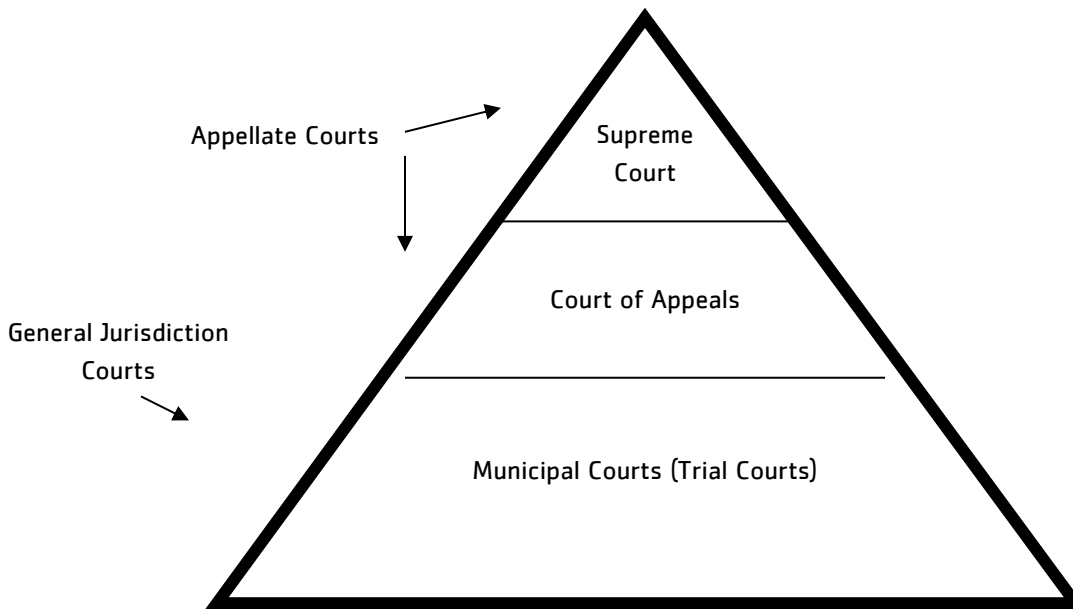 Appellate Courts
Supreme
Court
Court of Appeals
General Jurisdiction
Courts
Municipal Courts (Trial Courts)